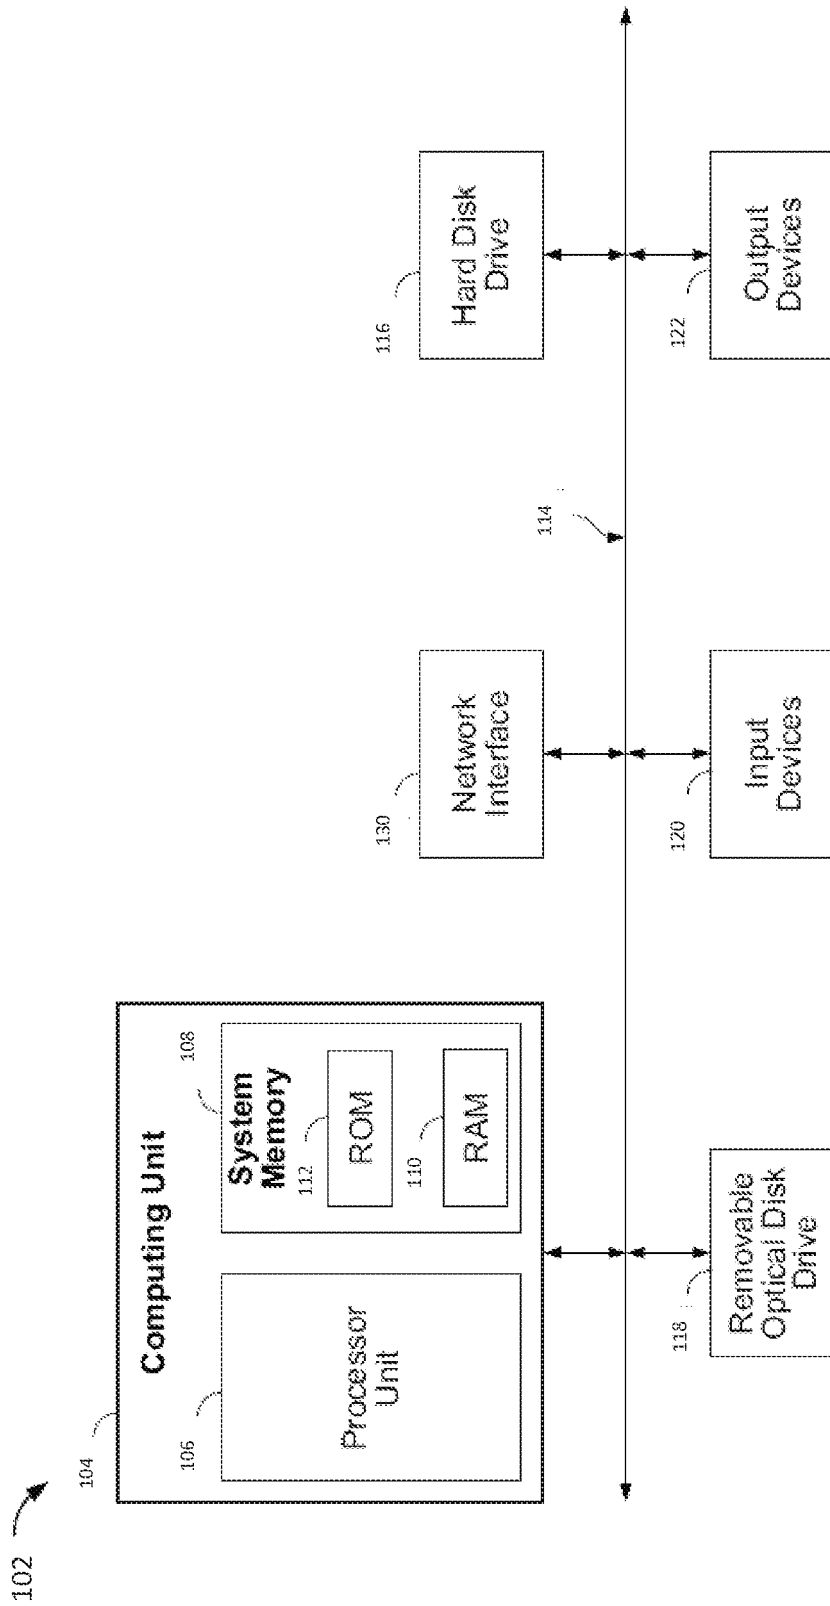 102
104
Computing Unit
106
Processor
Unit
108
System
Memory
112
ROM
110
RAM
130
Network
Interface
116
Hard Disk
Drive
114
118
Removable
Optical Disk
Drive
120
Input
Devices
122
Output
Devices